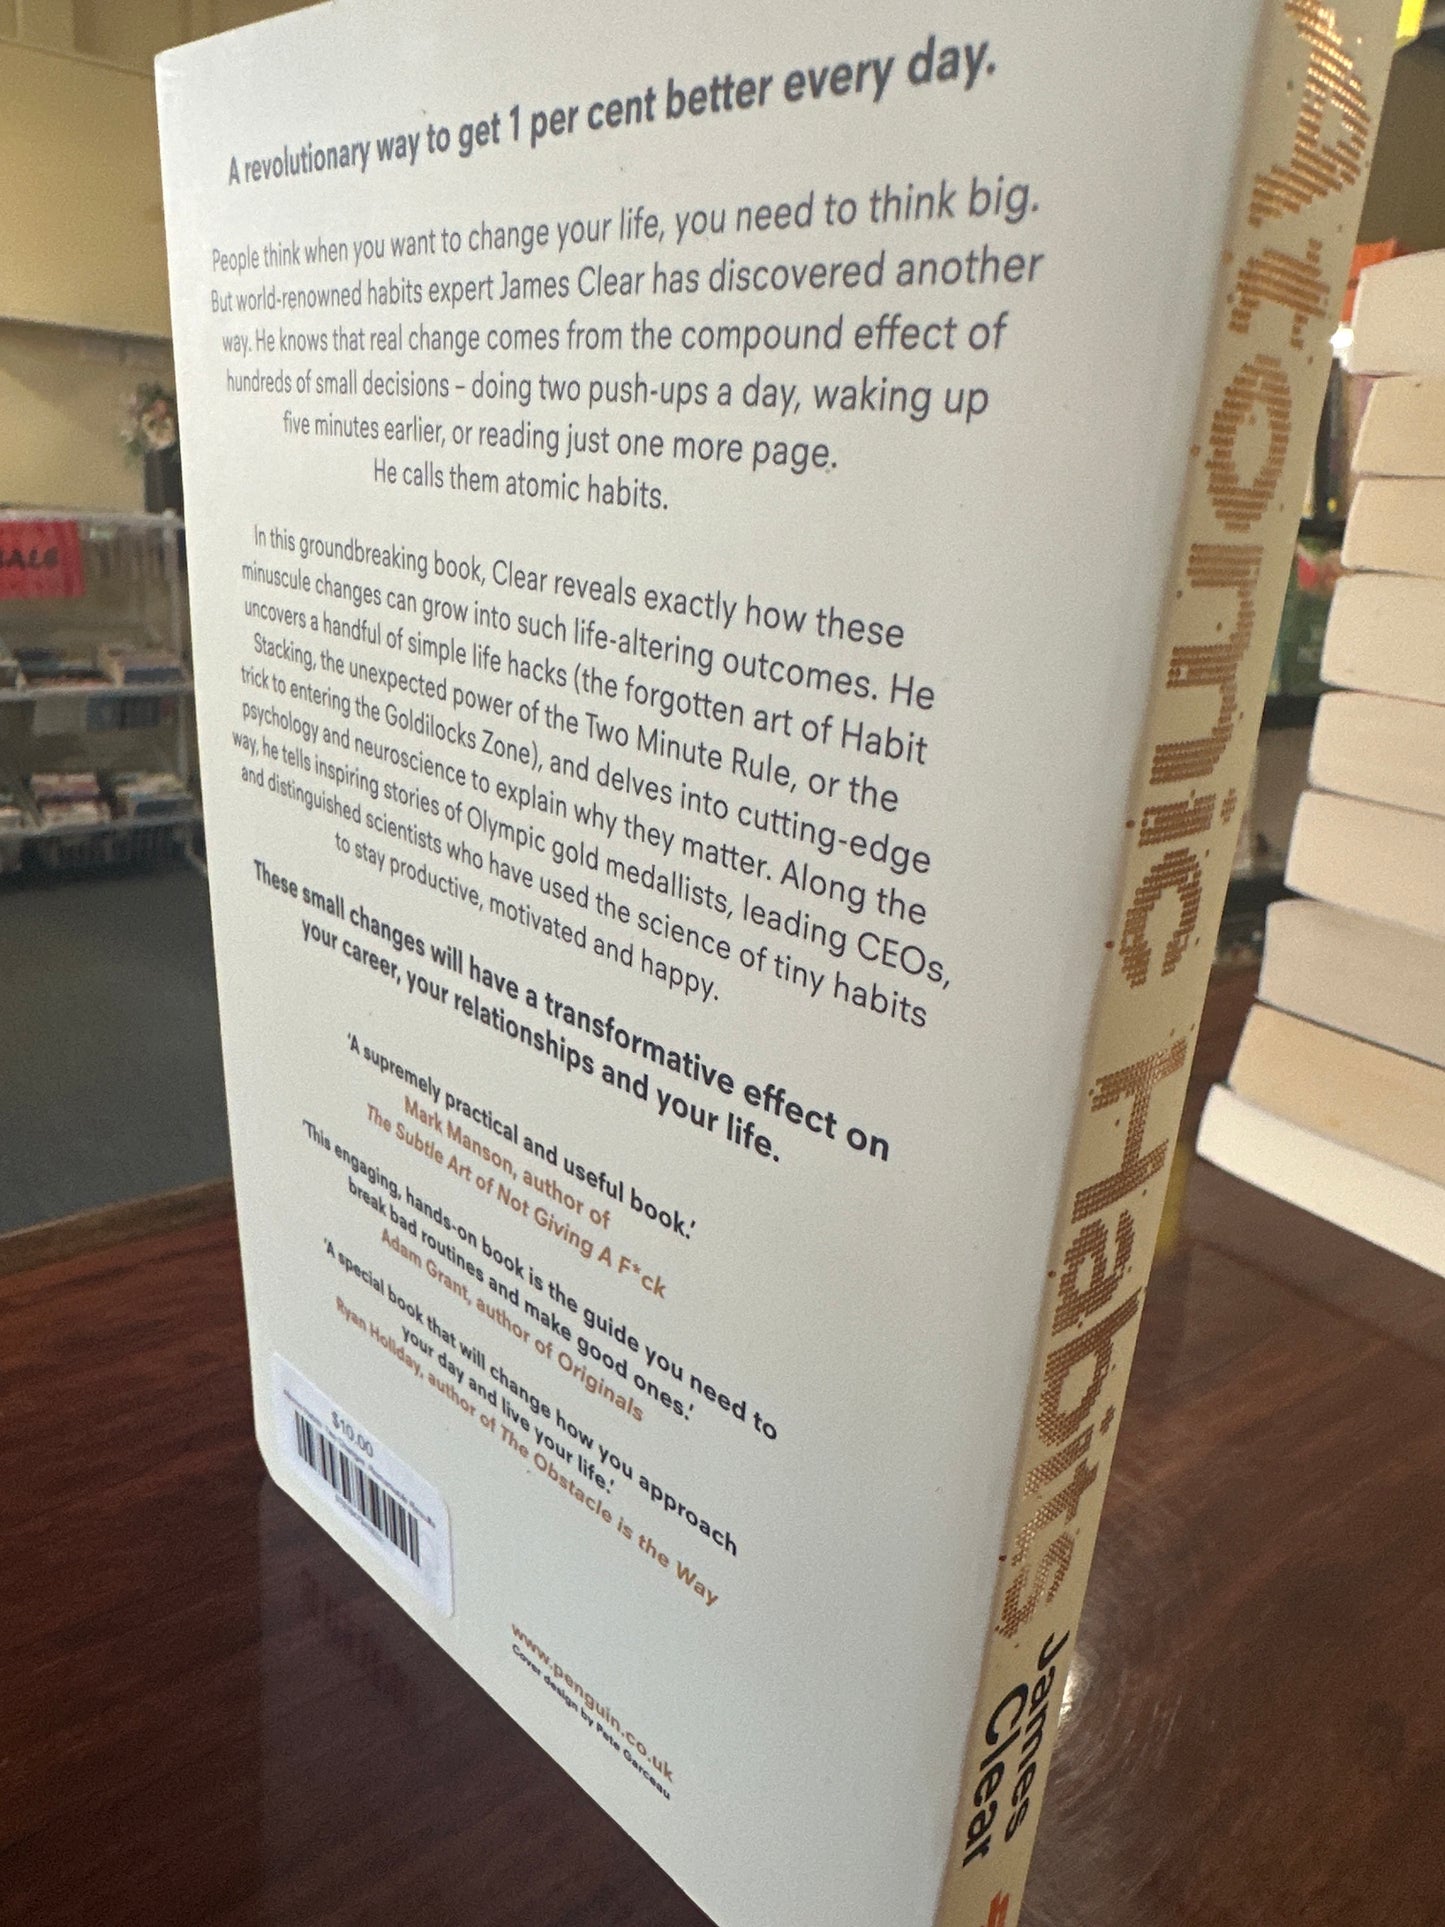 A revolutionary way to get 1 per cent better every day.
People think when you want to change your life, you need to think big.
But world-renowned habits expert James Clear has discovered another
way. He knows that real change comes from the compound effect of
hundreds of small decisions – doing two push-ups a day, waking up
five minutes earlier, or reading just one more page.
He calls them atomic habits.
In this groundbreaking book, Clear reveals exactly how these
minuscule changes can grow into such life-altering outcomes. He
uncovers a handful of simple life hacks (the forgotten art of Habit
Stacking, the unexpected power of the Two Minute Rule, or the
trick to entering the Goldilocks Zone), and delves into cutting-edge
psychology and neuroscience to explain why they matter. Along the
way, he tells inspiring stories of Olympic gold medallists, leading CEOs,
and distinguished scientists who have used the science of tiny habits
to stay productive, motivated and happy.
These small changes will have a transformative effect on
your career, your relationships and your life.
'A supremely practical and useful book.'
Mark Manson, author of
The Subtle Art of Not Giving A F*ck
'This engaging, hands-on book is the guide you need to
break bad routines and make good ones.'
Adam Grant, author of Originals
'A special book that will change how you approach
your day and live your life.'
Ryan Holiday, author of The Obstacle is the Way
$10.00
www.penguin.co.uk
Cover design by Pete Garceau
Atomic Habits
James
Clear
SALE